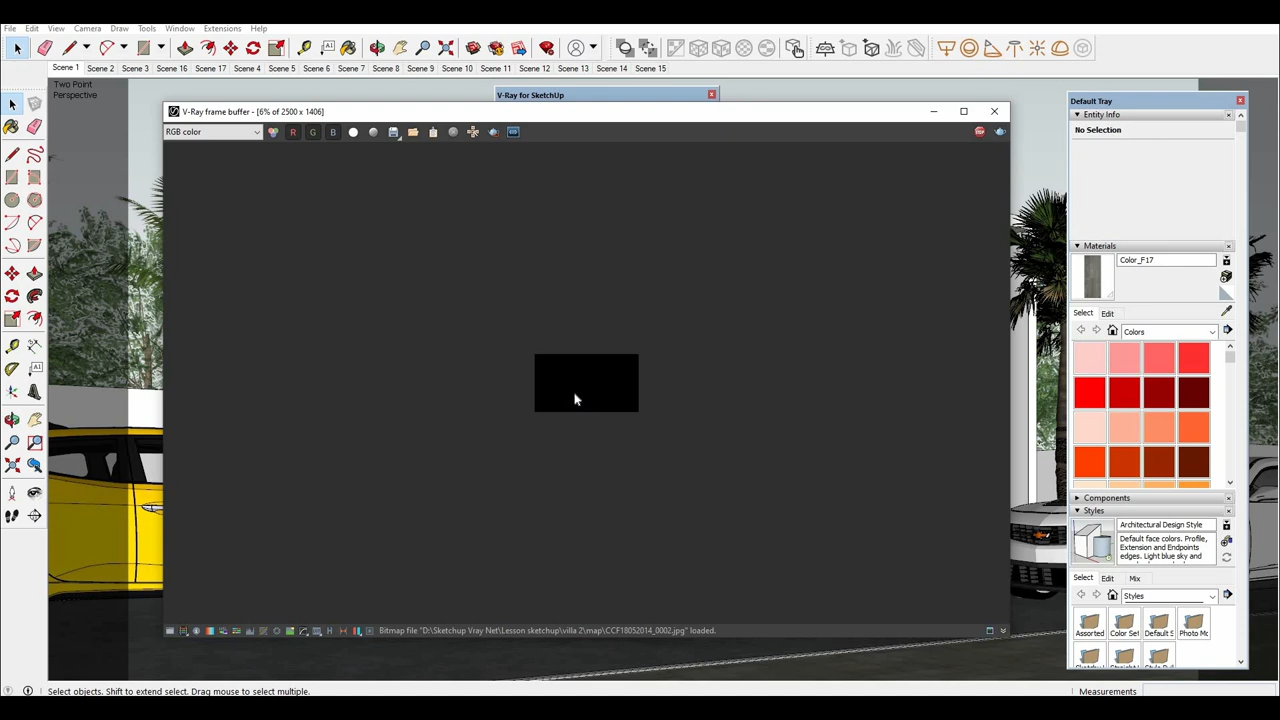 File Edit View Camera Draw Tools Window Extensions Help
Scene 1 Scene 2 Scene 3 Scene 16 Scene 17 Scene 4 Scene 5 Scene 6 Scene 7 Scene 8 Scene 9 Scene 10 Scene 11 Scene 12 Scene 13 Scene 14 Scene 15
Two Point
Perspective
V-Ray for SketchUp
V-Ray frame buffer - [6% of 2500 x 1406]
RGB color
R G B
Bitmap file "D:\Sketchup Vray Net\Lesson sketchup\villa 2\map\CCF18052014_0002.jpg" loaded.
Default Tray
Entity Info
No Selection
Materials
Color_F17
Select Edit
Colors
Components
Styles
Architectural Design Style
Default face colors. Profile,
Extension and Endpoints
edges. Light blue sky and
Select Edit Mix
Styles
Assorted Color Set Default S Photo Mo
Select objects. Shift to extend select. Drag mouse to select multiple.
Measurements